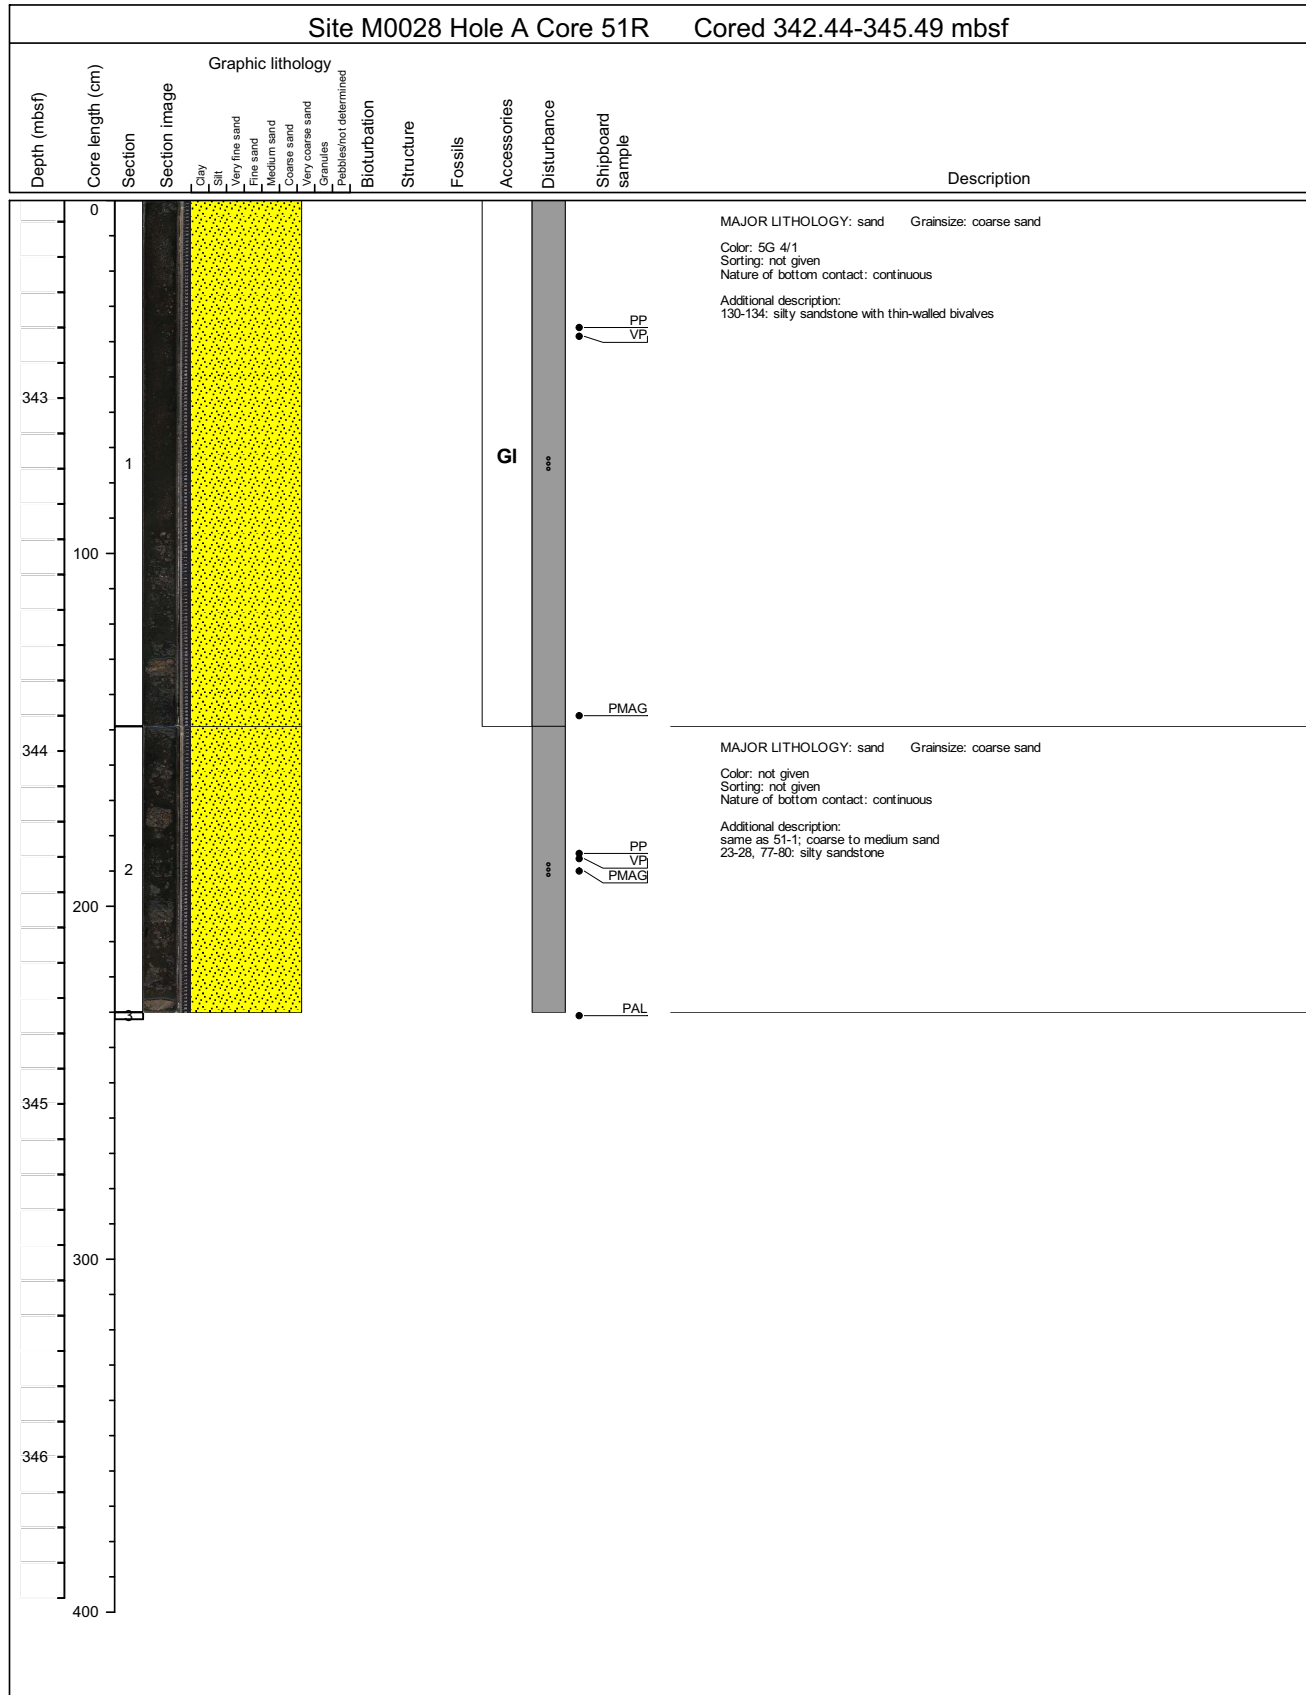 Site M0028 Hole A Core 51R Cored 342.44-345.49 mbsf
Depth (mbsf)
Core length (cm)
Section
Section image
Graphic lithology
Clay
Silt
Very fine sand
Fine sand
Medium sand
Coarse sand
Very coarse sand
Granules
Pebbles/not determined
Bioturbation
Structure
Fossils
Accessories
Disturbance
Shipboard
sample
Description
0
MAJOR LITHOLOGY: sand Grainsize: coarse sand
Color: 5G 4/1
Sorting: not given
Nature of bottom contact: continuous
Additional description:
130-134: silty sandstone with thin-walled bivalves
PP
VP
343
1
GI
100
PMAG
344
MAJOR LITHOLOGY: sand Grainsize: coarse sand
Color: not given
Sorting: not given
Nature of bottom contact: continuous
Additional description:
same as 51-1; coarse to medium sand
23-28, 77-80: silty sandstone
PP
VP
PMAG
2
200
PAL
3
345
300
346
400